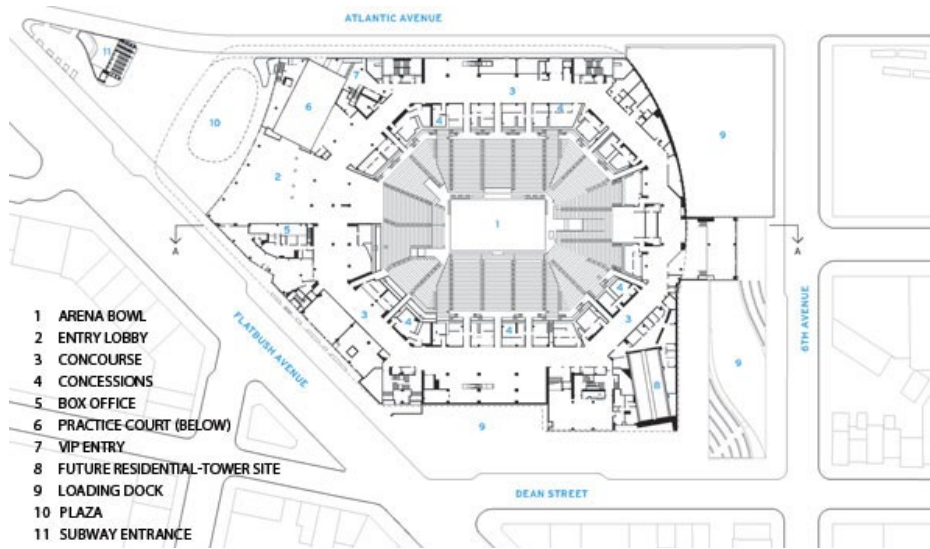 ATLANTIC AVENUE
11
7
3
6
4
4
10
9
2
1
5
A
A
4
3
3
4
4
FLATBUSH AVENUE
6TH AVENUE
8
9
9
DEAN STREET
1 ARENA BOWL
2 ENTRY LOBBY
3 CONCOURSE
4 CONCESSIONS
5 BOX OFFICE
6 PRACTICE COURT (BELOW)
7 VIP ENTRY
8 FUTURE RESIDENTIAL-TOWER SITE
9 LOADING DOCK
10 PLAZA
11 SUBWAY ENTRANCE